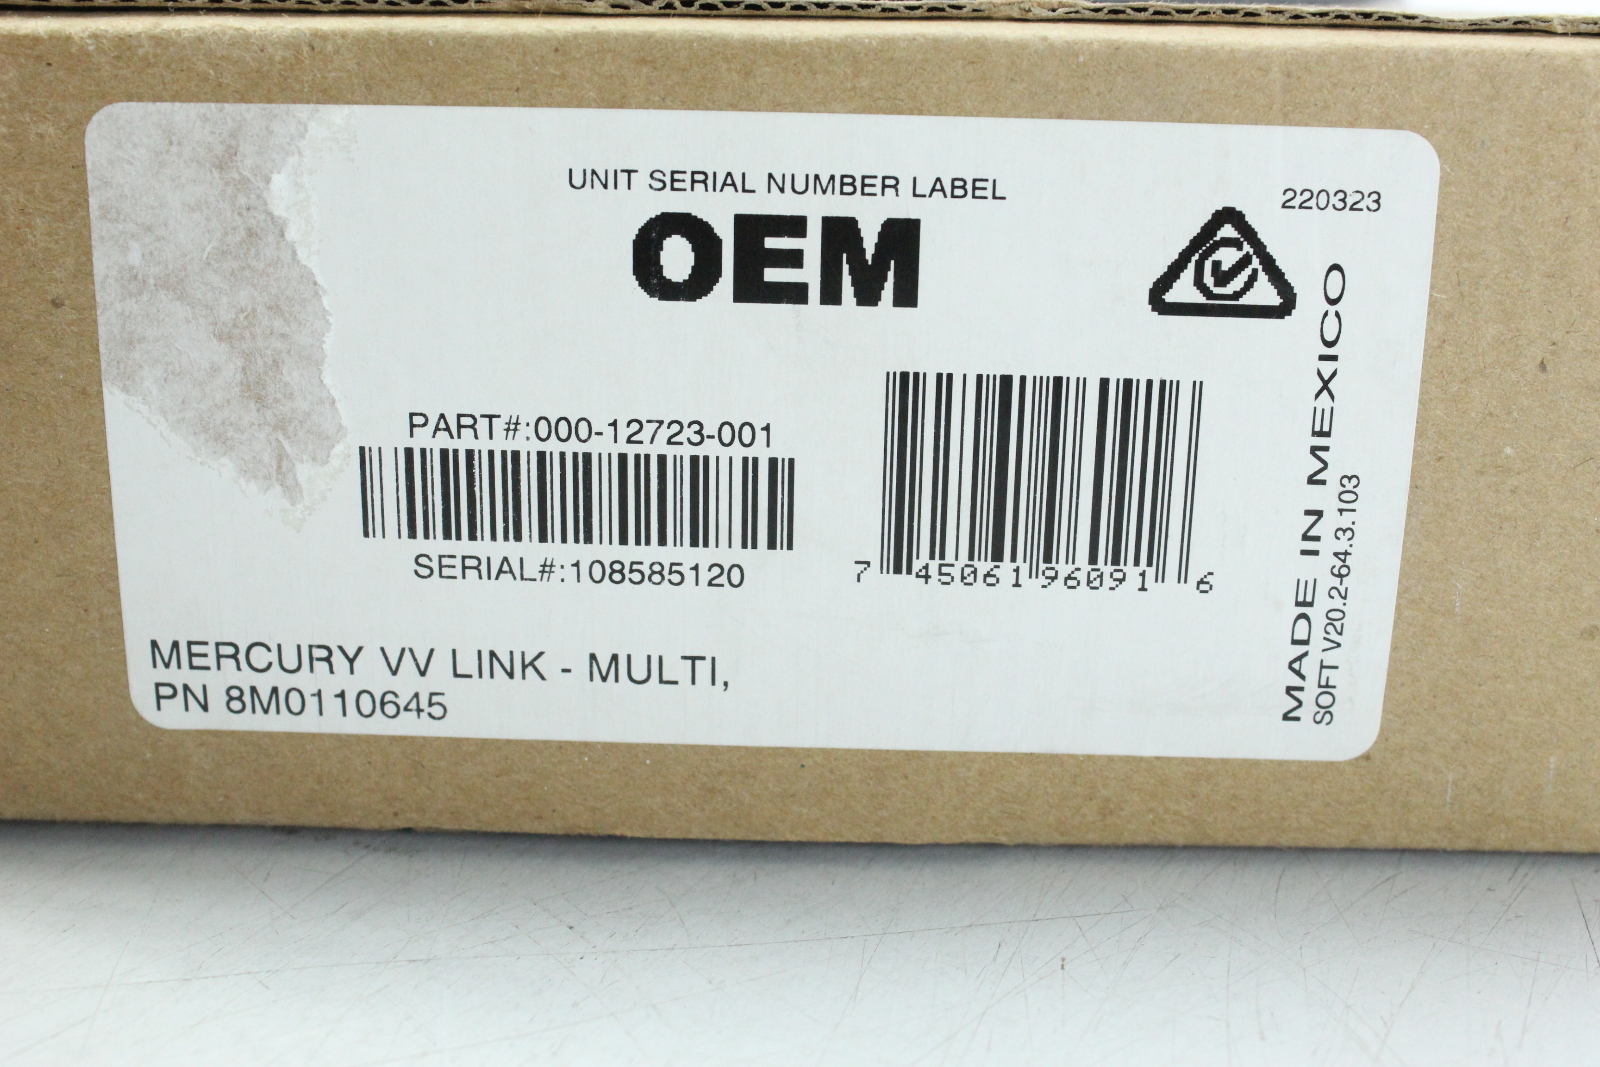 UNIT SERIAL NUMBER LABEL
OEM
220323
PART#:000-12723-001
SERIAL#:108585120
7 45061 96091 6
MERCURY VV LINK - MULTI,
PN 8M0110645
MADE IN MEXICO
SOFT V20.2-64.3.103